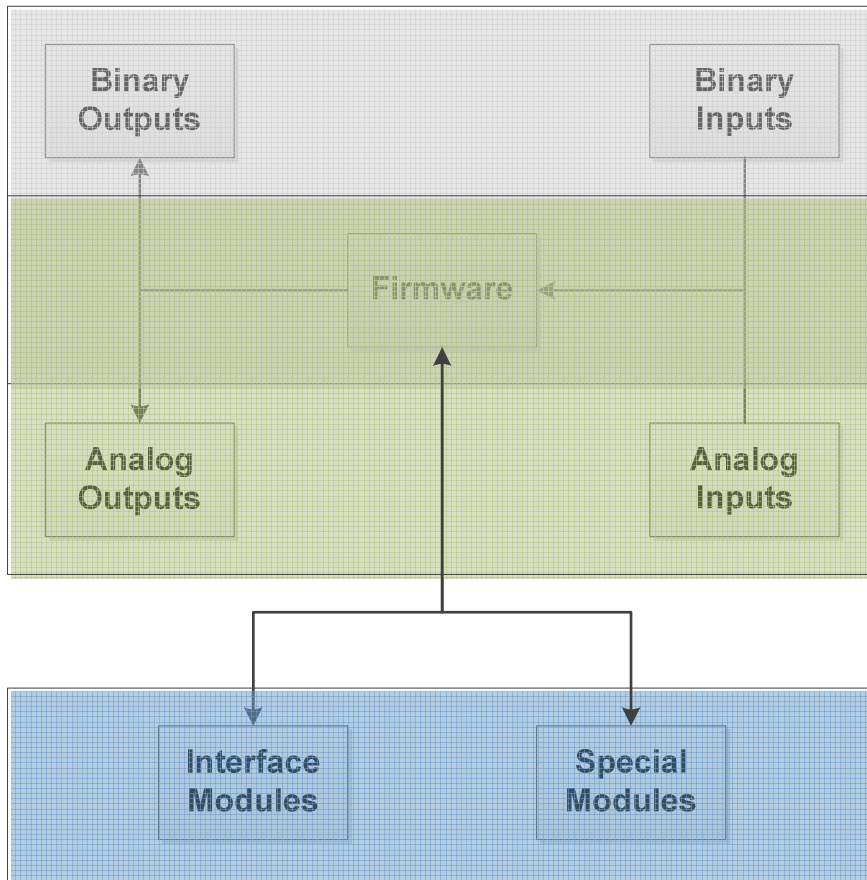 Binary
Outputs
Binary
Inputs
Firmware
Analog
Outputs
Analog
Inputs
Interface
Modules
Special
Modules